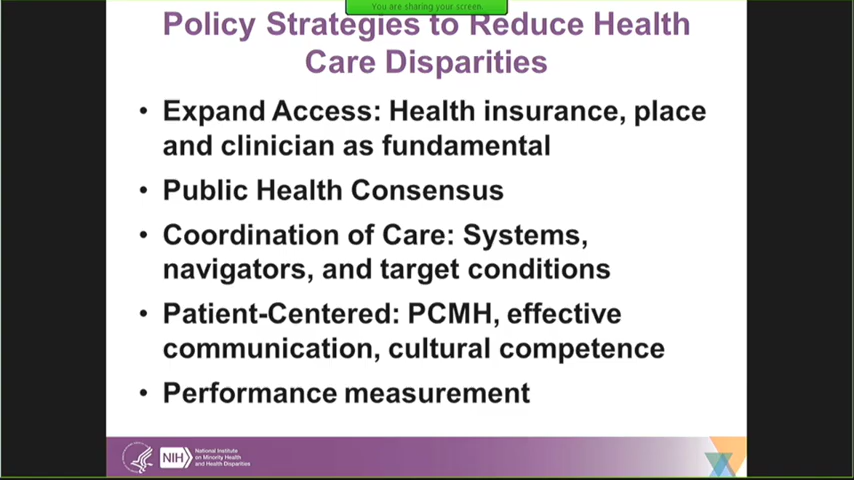 You are sharing your screen.
Policy Strategies to Reduce Health
Care Disparities
• Expand Access: Health insurance, place
and clinician as fundamental
• Public Health Consensus
• Coordination of Care: Systems,
navigators, and target conditions
• Patient-Centered: PCMH, effective
communication, cultural competence
• Performance measurement
NIH
National Institute
on Minority Health
and Health Disparities